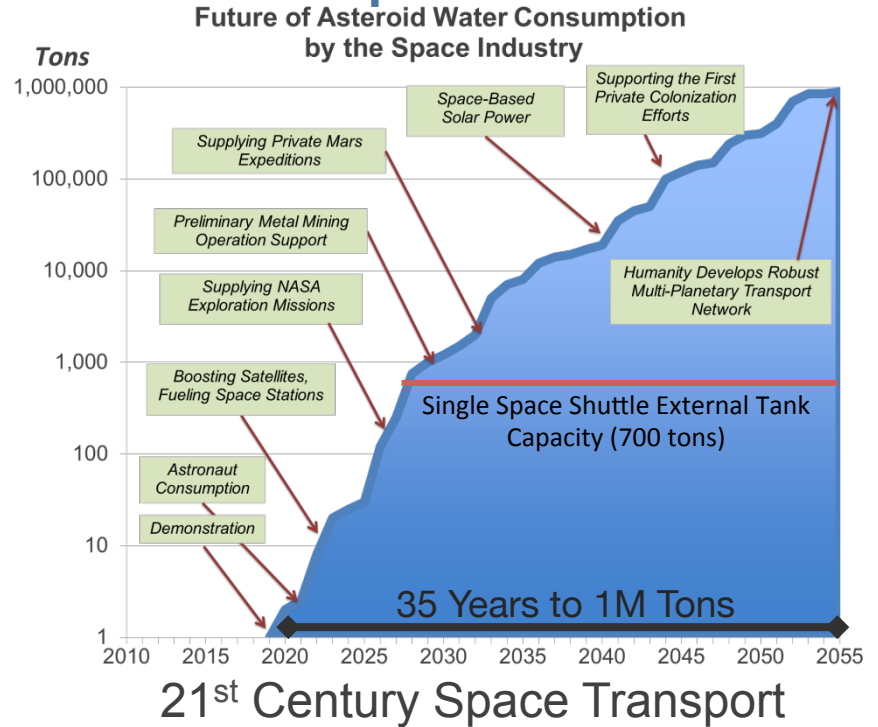 Future of Asteroid Water Consumption
by the Space Industry
Tons
1,000,000
100,000
10,000
1,000
100
10
1
Space-Based
Solar Power
Supporting the First
Private Colonization
Efforts
Supplying Private Mars
Expeditions
Preliminary Metal Mining
Operation Support
Supplying NASA
Exploration Missions
Humanity Develops Robust
Multi-Planetary Transport
Network
Boosting Satellites,
Fueling Space Stations
Single Space Shuttle External Tank
Capacity (700 tons)
Astronaut
Consumption
Demonstration
35 Years to 1M Tons
2010 2015 2020 2025 2030 2035 2040 2045 2050 2055
21st Century Space Transport